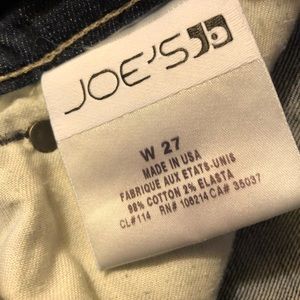 JOE'S
W 27
MADE IN USA
FABRIQUE AUX ETATS-UNIS
98% COTTON 2% ELASTA
CL#114 RN# 106214 CA# 35037